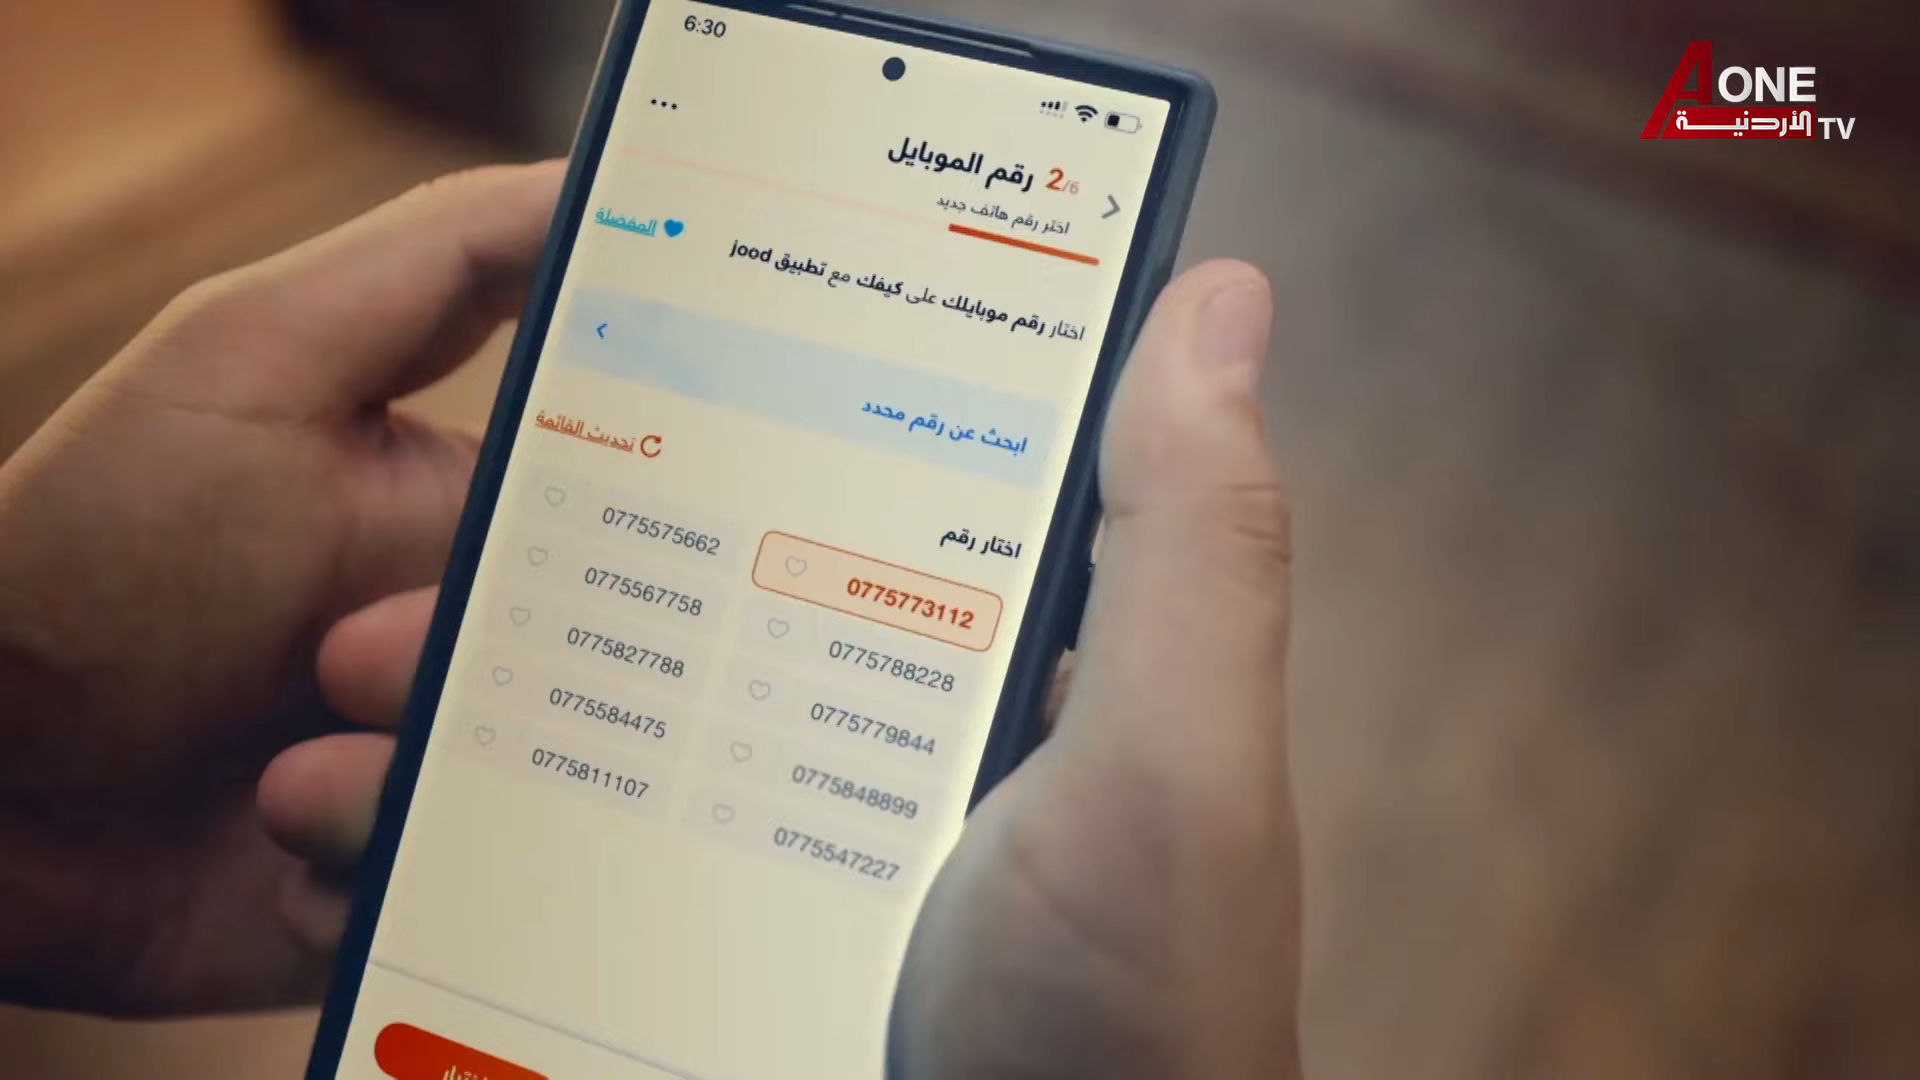 6:30
A ONE
الأردنية TV
2/6 رقم الموبايل
اختر رقم هاتف جديد
المفضلة
اختار رقم موبايلك على كيفك مع تطبيق jood
ابحث عن رقم محدد
تحديث القائمة
اختار رقم
0775773112
0775575662
0775788228
0775567758
0775779844
0775827788
0775848899
0775584475
0775547227
0775811107